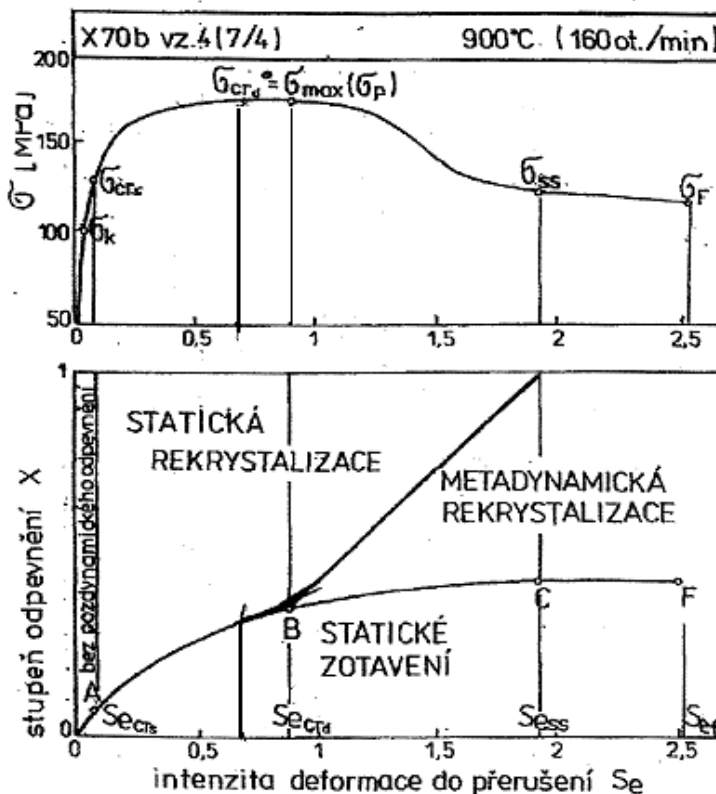 X70b vz.4(7/4) 900°C (160ot./min)
200
150
100
50
σ [MPa]
σcrd = σmax(σp)
σcrs
σk
σss
σF
0 0,5 1 1,5 2 2,5
1
0
stupeň odpevnění X
bez pozdynamického odpevnění
STATICKÁ
REKRYSTALIZACE
METADYNAMICKÁ
REKRYSTALIZACE
A
B
C
F
STATICKÉ
ZOTAVENÍ
Secrs
Secrd
Sess
Sef
0 0,5 1 1,5 2 2,5
intenzita deformace do přerušení Se